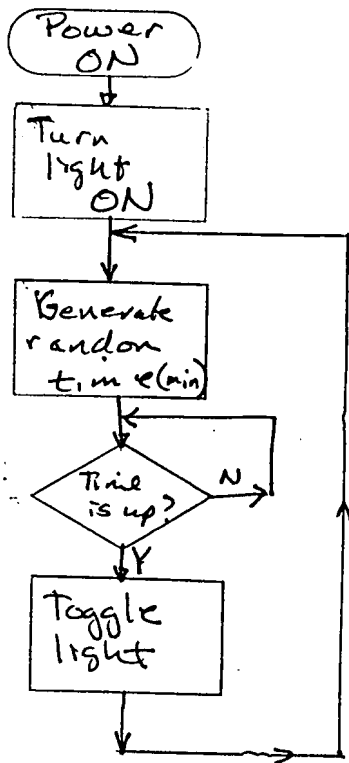 Power
ON
Turn
light
ON
Generate
random
time(min)
Time
is up?
N
Y
Toggle
light